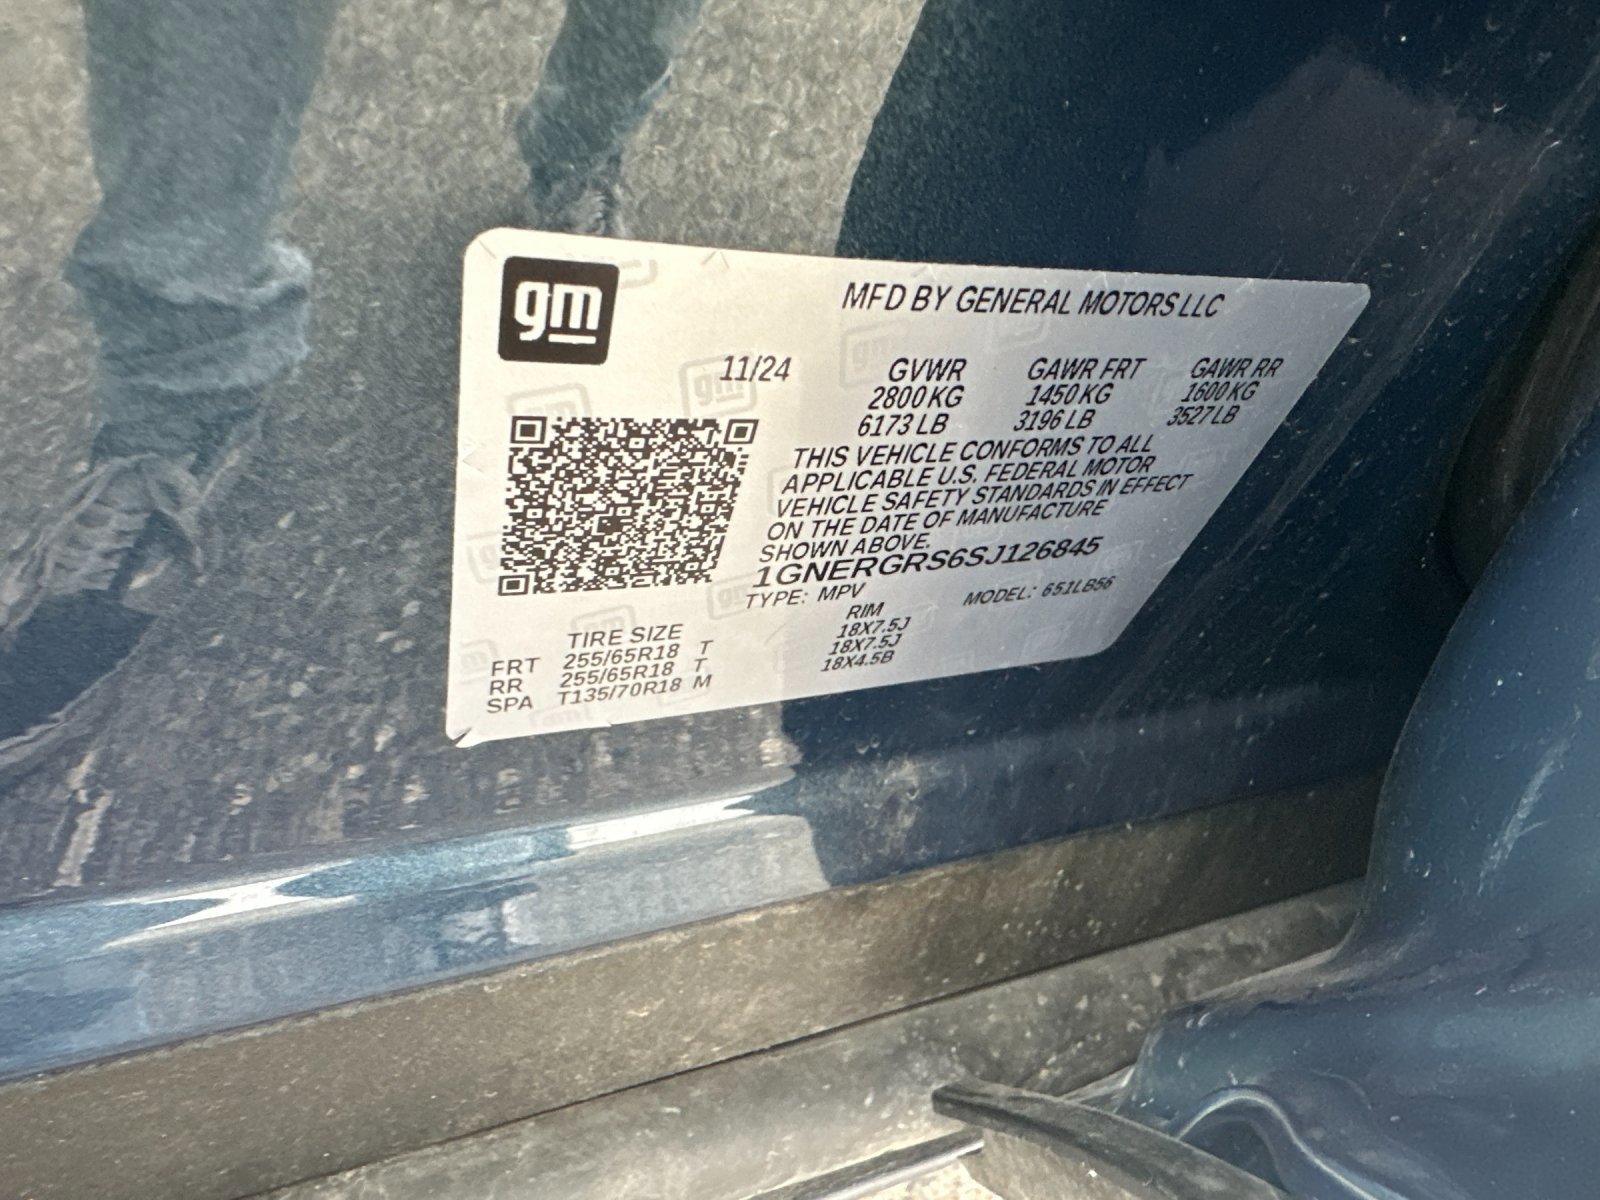 gm
MFD BY GENERAL MOTORS LLC
11/24 GVWR GAWR FRT GAWR RR
2800 KG 1450 KG 1600 KG
6173 LB 3196 LB 3527 LB
THIS VEHICLE CONFORMS TO ALL
APPLICABLE U.S. FEDERAL MOTOR
VEHICLE SAFETY STANDARDS IN EFFECT
ON THE DATE OF MANUFACTURE
SHOWN ABOVE.
1GNERGRS6SJ126845
TYPE: MPV MODEL: 651LB56
TIRE SIZE RIM
FRT 255/65R18 T 18X7.5J
RR 255/65R18 T 18X7.5J
SPA T135/70R18 M 18X4.5B